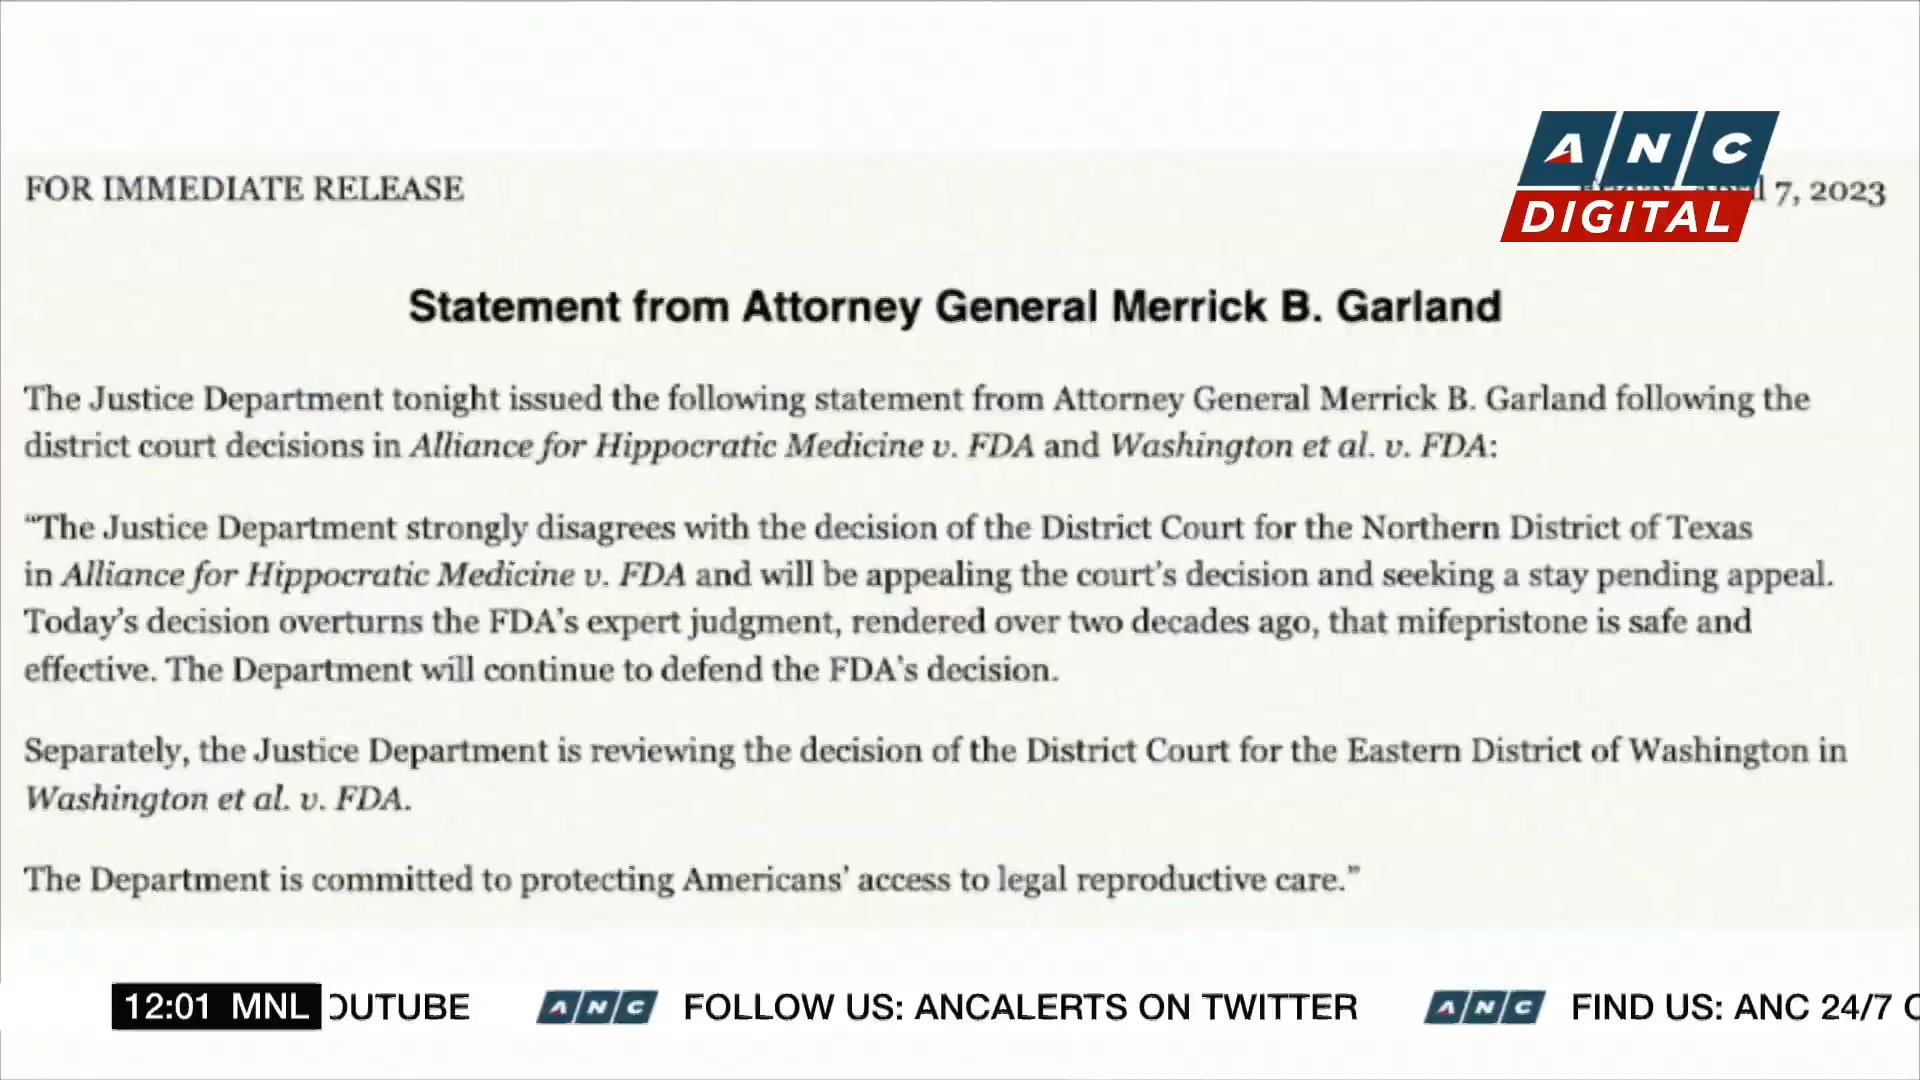 ANC
DIGITAL
FOR IMMEDIATE RELEASE
7, 2023
Statement from Attorney General Merrick B. Garland
The Justice Department tonight issued the following statement from Attorney General Merrick B. Garland following the
district court decisions in Alliance for Hippocratic Medicine v. FDA and Washington et al. v. FDA:
“The Justice Department strongly disagrees with the decision of the District Court for the Northern District of Texas
in Alliance for Hippocratic Medicine v. FDA and will be appealing the court’s decision and seeking a stay pending appeal.
Today’s decision overturns the FDA’s expert judgment, rendered over two decades ago, that mifepristone is safe and
effective. The Department will continue to defend the FDA’s decision.
Separately, the Justice Department is reviewing the decision of the District Court for the Eastern District of Washington in
Washington et al. v. FDA.
The Department is committed to protecting Americans’ access to legal reproductive care.”
12:01 MNL OUTUBE ANC FOLLOW US: ANCALERTS ON TWITTER ANC FIND US: ANC 24/7